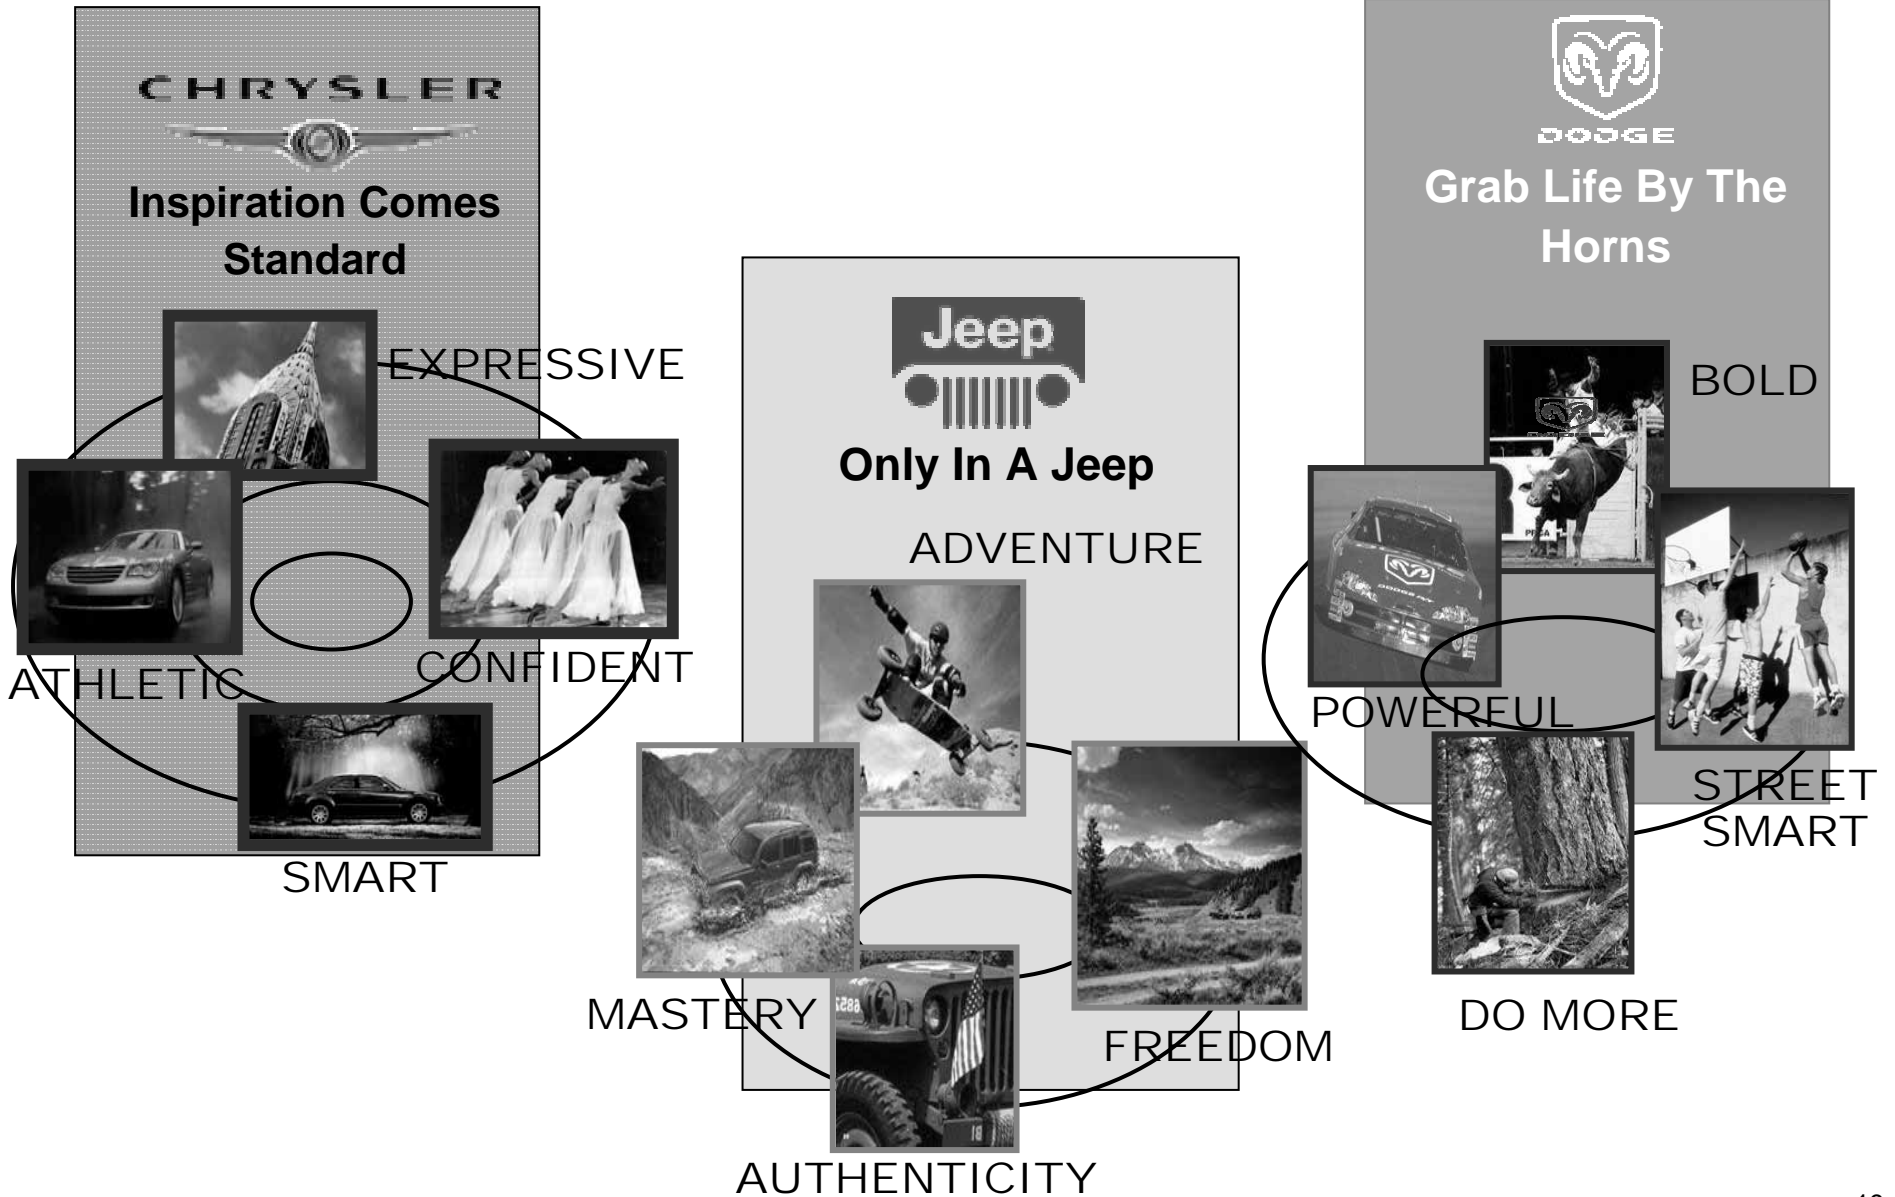 CHRYSLER
Inspiration Comes
Standard
EXPRESSIVE
ATHLETIC
CONFIDENT
SMART
Jeep
Only In A Jeep
ADVENTURE
MASTERY
FREEDOM
AUTHENTICITY
DODGE
Grab Life By The
Horns
BOLD
POWERFUL
STREET
SMART
DO MORE